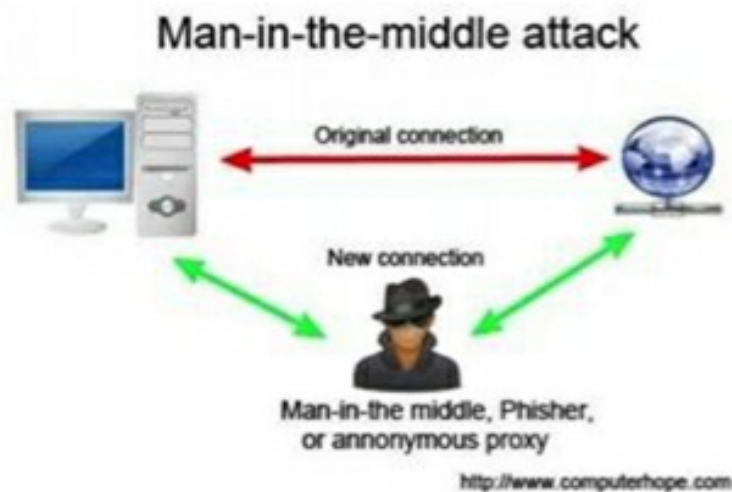 Man-in-the-middle attack
Original connection
New connection
Man-in-the middle, Phisher,
or annonymous proxy
http://www.computerhope.com